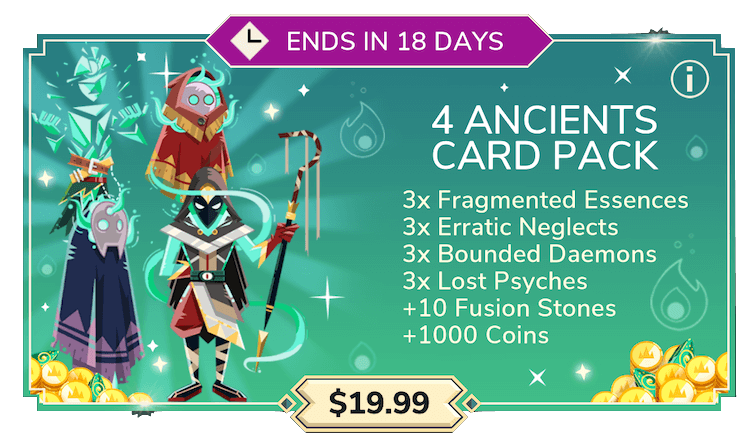 ENDS IN 18 DAYS
i
4 ANCIENTS
CARD PACK
3x Fragmented Essences
3x Erratic Neglects
3x Bounded Daemons
3x Lost Psyches
+10 Fusion Stones
+1000 Coins
$19.99